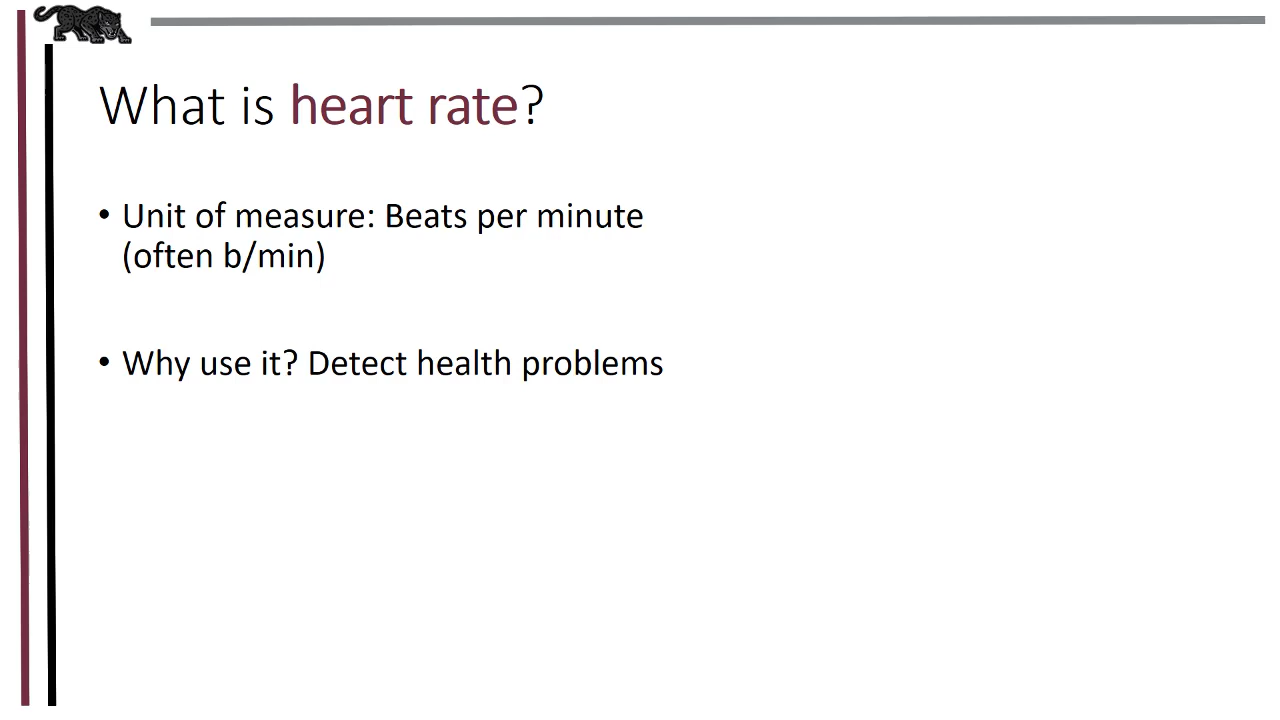 What is heart rate?
• Unit of measure: Beats per minute
(often b/min)
• Why use it? Detect health problems